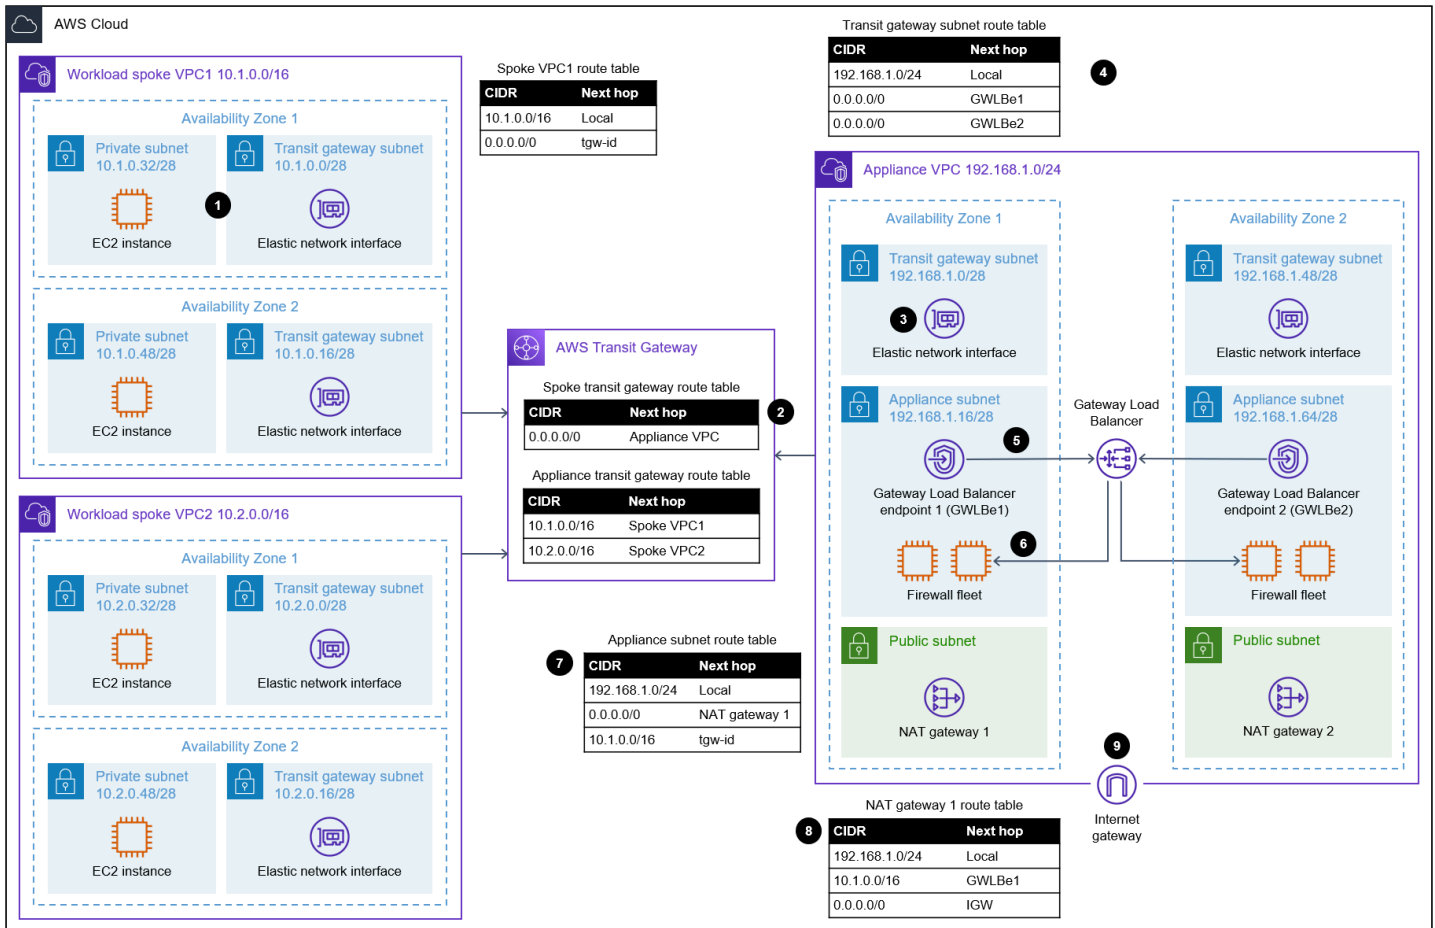 AWS Cloud
Workload spoke VPC1 10.1.0.0/16
Availability Zone 1
Private subnet
10.1.0.32/28
EC2 instance
1
Transit gateway subnet
10.1.0.0/28
Elastic network interface
Availability Zone 2
Private subnet
10.1.0.48/28
EC2 instance
Transit gateway subnet
10.1.0.16/28
Elastic network interface
Workload spoke VPC2 10.2.0.0/16
Availability Zone 1
Private subnet
10.2.0.32/28
EC2 instance
Transit gateway subnet
10.2.0.0/28
Elastic network interface
Availability Zone 2
Private subnet
10.2.0.48/28
EC2 instance
Transit gateway subnet
10.2.0.16/28
Elastic network interface
Spoke VPC1 route table
CIDR Next hop
10.1.0.0/16 Local
0.0.0.0/0 tgw-id
AWS Transit Gateway
Spoke transit gateway route table
2
CIDR Next hop
0.0.0.0/0 Appliance VPC
Appliance transit gateway route table
CIDR Next hop
10.1.0.0/16 Spoke VPC1
10.2.0.0/16 Spoke VPC2
Appliance subnet route table
7
CIDR Next hop
192.168.1.0/24 Local
0.0.0.0/0 NAT gateway 1
10.1.0.0/16 tgw-id
Transit gateway subnet route table
CIDR Next hop
192.168.1.0/24 Local
0.0.0.0/0 GWLBe1
0.0.0.0/0 GWLBe2
4
Appliance VPC 192.168.1.0/24
Availability Zone 1
Transit gateway subnet
192.168.1.0/28
3
Elastic network interface
Appliance subnet
192.168.1.16/28
5
Gateway Load Balancer
endpoint 1 (GWLBe1)
6
Firewall fleet
Public subnet
NAT gateway 1
Gateway Load
Balancer
Availability Zone 2
Transit gateway subnet
192.168.1.48/28
Elastic network interface
Appliance subnet
192.168.1.64/28
Gateway Load Balancer
endpoint 2 (GWLBe2)
Firewall fleet
Public subnet
NAT gateway 2
9
Internet
gateway
NAT gateway 1 route table
8
CIDR Next hop
192.168.1.0/24 Local
10.1.0.0/16 GWLBe1
0.0.0.0/0 IGW